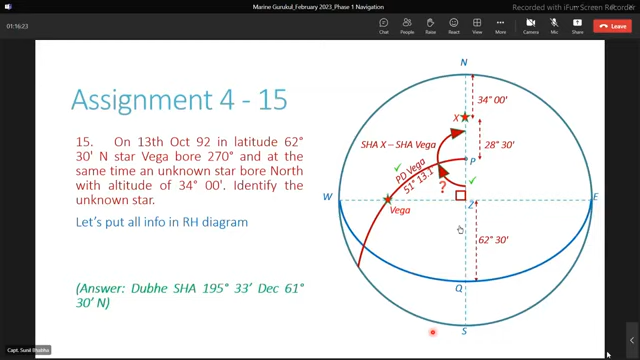 Marine Gurukul_February 2023_Phase 1 Navigation
Recorded with iFun Screen Recorder
01:16:23
Chat
People
Raise
React
View
More
Camera
Mic
Share
Leave
Assignment 4 - 15
15. On 13th Oct 92 in latitude 62°
30' N star Vega bore 270° and at the
same time an unknown star bore North
with altitude of 34° 00'. Identify the
unknown star.
Let's put all info in RH diagram
(Answer: Dubhe SHA 195° 33' Dec 61°
30' N)
N
34° 00'
X
SHA X – SHA Vega
28° 30'
P
PD Vega
51° 13.1
?
W
E
Vega
Z
62° 30'
Q
S
Capt. Sunil Bhabha